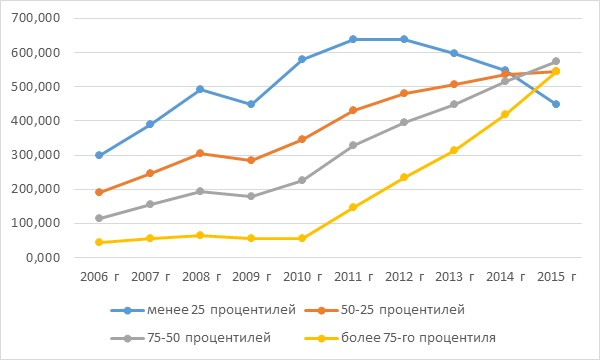 700,000
600,000
500,000
400,000
300,000
200,000
100,000
0,000
2006 г 2007 г 2008 г 2009 г 2010 г 2011 г 2012 г 2013 г 2014 г 2015 г
менее 25 процентилей 50-25 процентилей
75-50 процентилей более 75-го процентиля